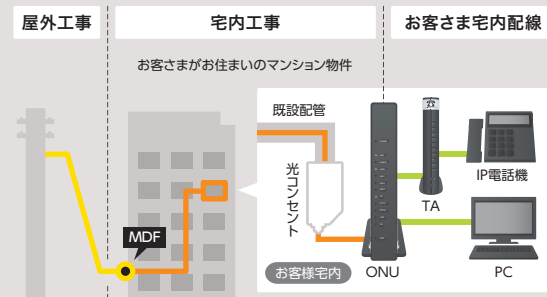 屋外工事
宅内工事
お客さま宅内配線
お客さまがお住まいのマンション物件
既設配管
光コンセント
IP電話機
TA
MDF
お客様宅内
ONU
PC